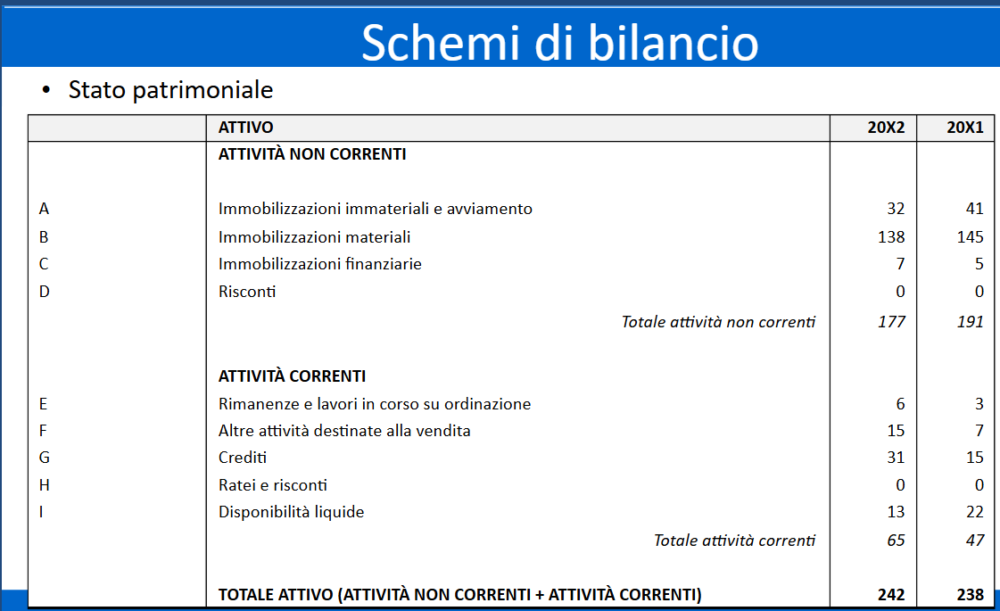 Schemi di bilancio
• Stato patrimoniale
ATTIVO 20X2 20X1
ATTIVITÀ NON CORRENTI
A Immobilizzazioni immateriali e avviamento 32 41
B Immobilizzazioni materiali 138 145
C Immobilizzazioni finanziarie 7 5
D Risconti 0 0
Totale attività non correnti 177 191
ATTIVITÀ CORRENTI
E Rimanenze e lavori in corso su ordinazione 6 3
F Altre attività destinate alla vendita 15 7
G Crediti 31 15
H Ratei e risconti 0 0
I Disponibilità liquide 13 22
Totale attività correnti 65 47
TOTALE ATTIVO (ATTIVITÀ NON CORRENTI + ATTIVITÀ CORRENTI) 242 238